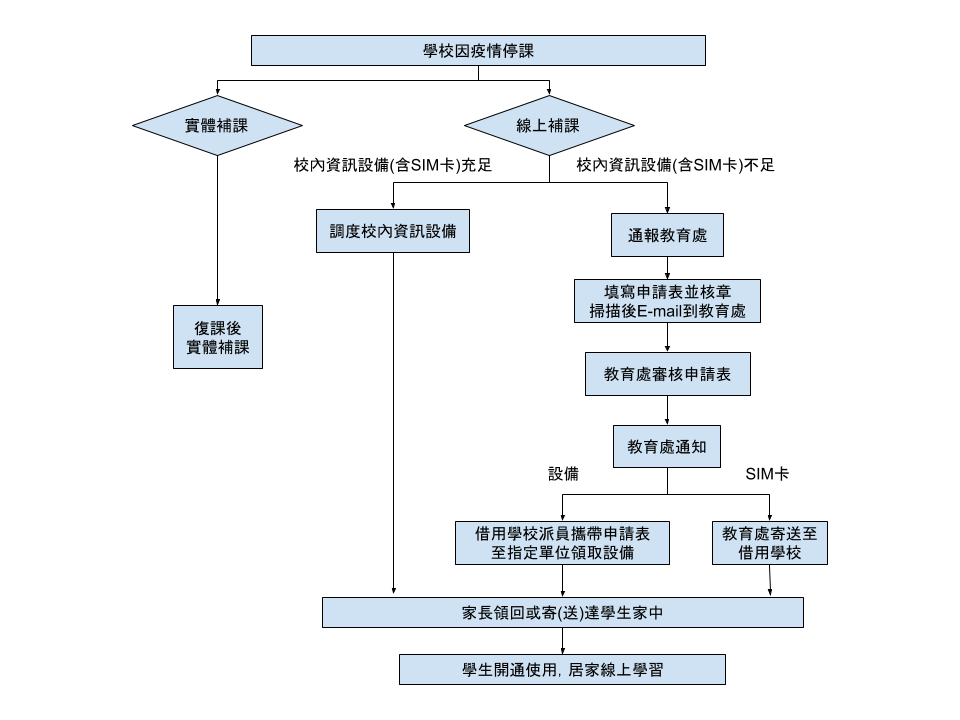 學校因疫情停課
實體補課
線上補課
校內資訊設備(含SIM卡)充足
校內資訊設備(含SIM卡)不足
調度校內資訊設備
通報教育處
填寫申請表並核章
掃描後E-mail到教育處
復課後
實體補課
教育處審核申請表
教育處通知
設備
SIM卡
借用學校派員攜帶申請表
至指定單位領取設備
教育處寄送至
借用學校
家長領回或寄(送)達學生家中
學生開通使用, 居家線上學習